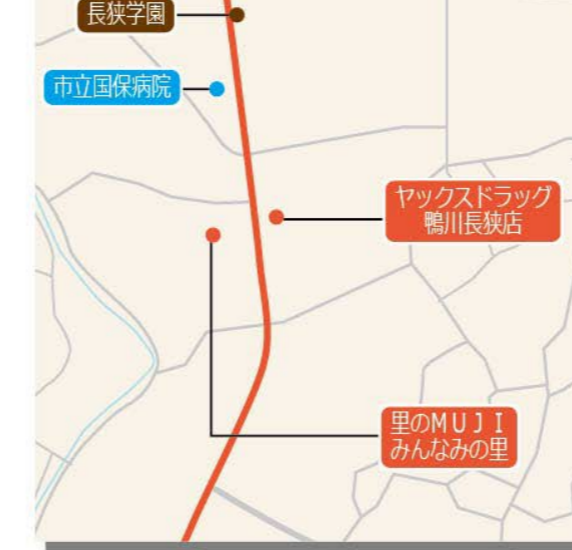 長狭学園
市立国保病院
ヤックスドラッグ
鴨川長狭店
里のＭＵＪＩ
みんなみの里